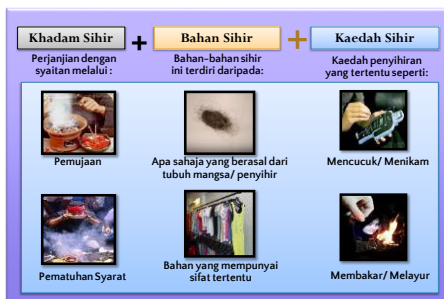 Khadam Sihir + Bahan Sihir + Kaedah Sihir
Perjanjian dengan
syaitan melalui :
Bahan-bahan sihir
ini terdiri daripada:
Kaedah penyihiran
yang tertentu seperti:
Pemujaan
Apa sahaja yang berasal dari
tubuh mangsa/ penyihir
Mencucuk/ Menikam
Pematuhan Syarat
Bahan yang mempunyai
sifat tertentu
Membakar/ Melayur